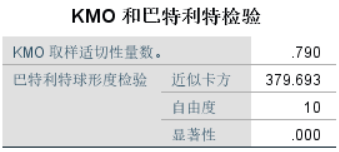 KMO 和巴特利特检验
KMO 取样适切性量数。 .790
巴特利特球形度检验 近似卡方 379.693
自由度 10
显著性 .000